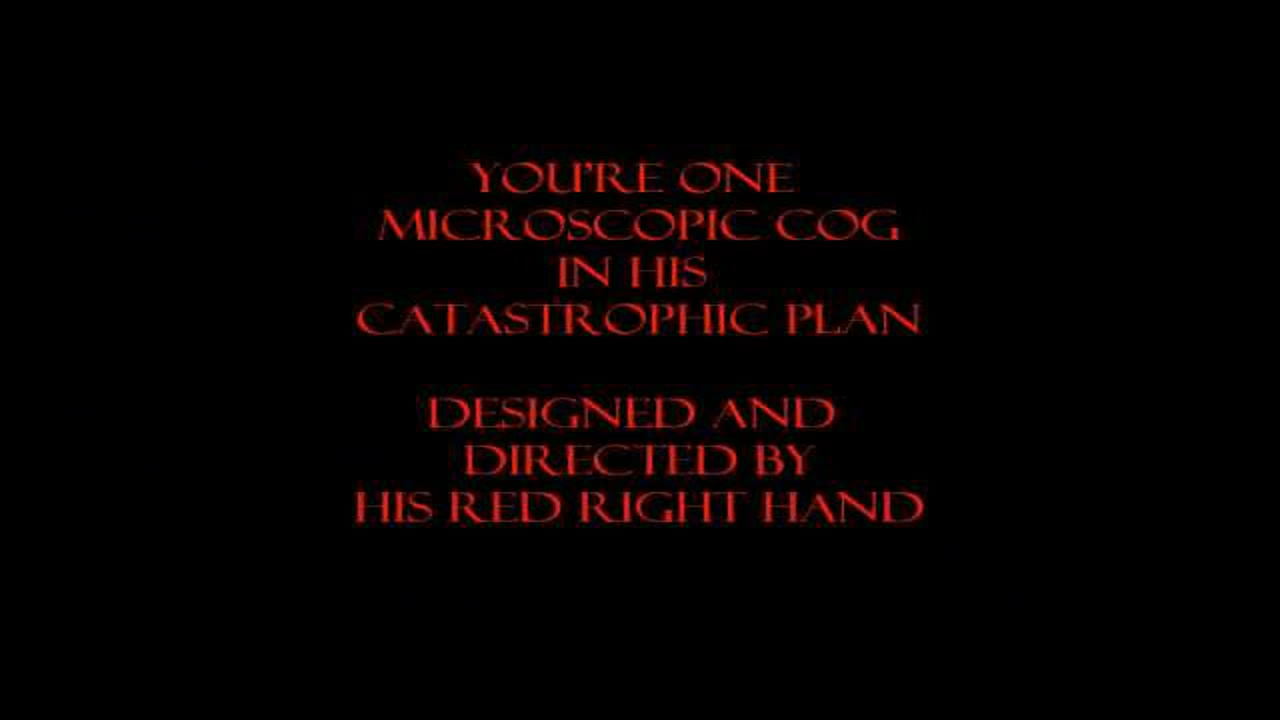 YOU'RE ONE
MICROSCOPIC COG
IN HIS
CATASTROPHIC PLAN
DESIGNED AND
DIRECTED BY
HIS RED RIGHT HAND